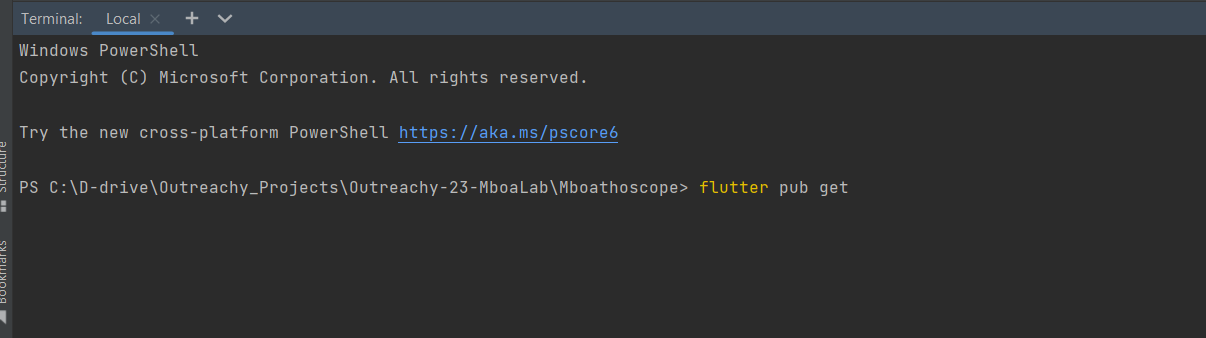 Terminal: Local
Windows PowerShell
Copyright (C) Microsoft Corporation. All rights reserved.
Try the new cross-platform PowerShell https://aka.ms/pscore6
PS C:\D-drive\Outreachy_Projects\Outreachy-23-MboaLab\Mboathoscope> flutter pub get
Structure
Bookmarks